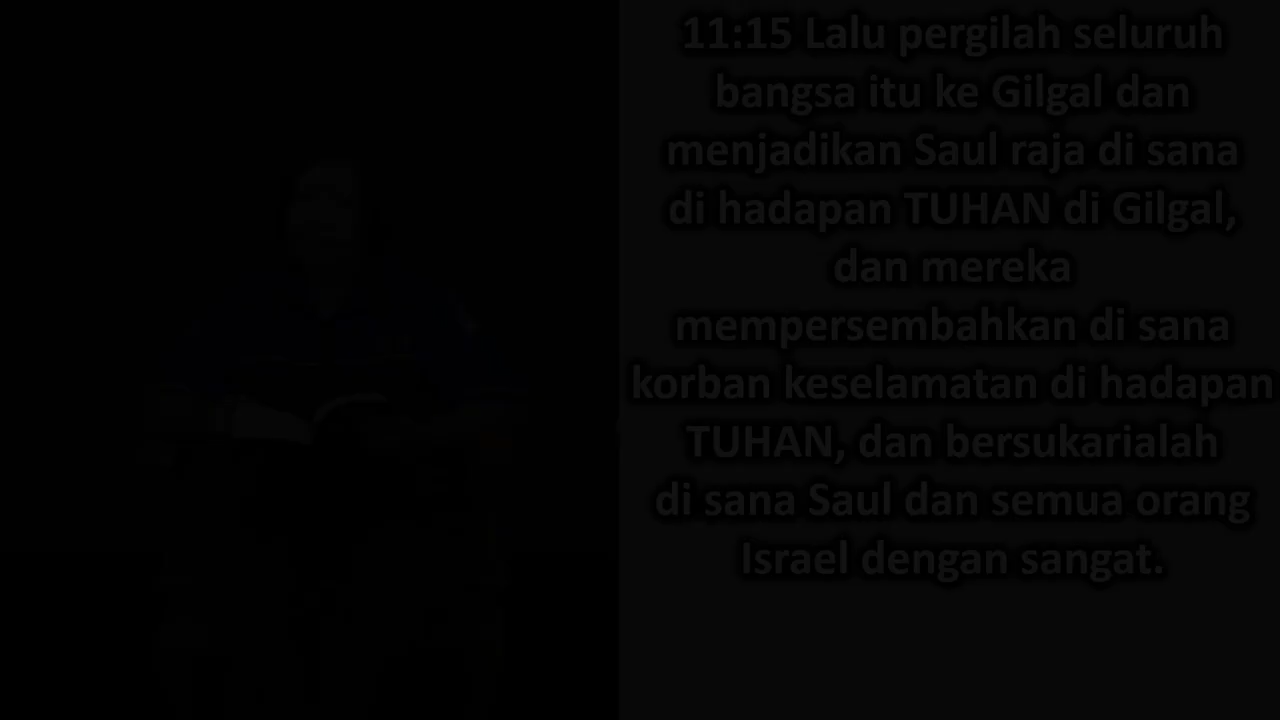 11:15 Lalu pergilah seluruh
bangsa itu ke Gilgal dan
menjadikan Saul raja di sana
di hadapan TUHAN di Gilgal,
dan mereka
mempersembahkan di sana
korban keselamatan di hadapan
TUHAN, dan bersukarialah
di sana Saul dan semua orang
Israel dengan sangat.